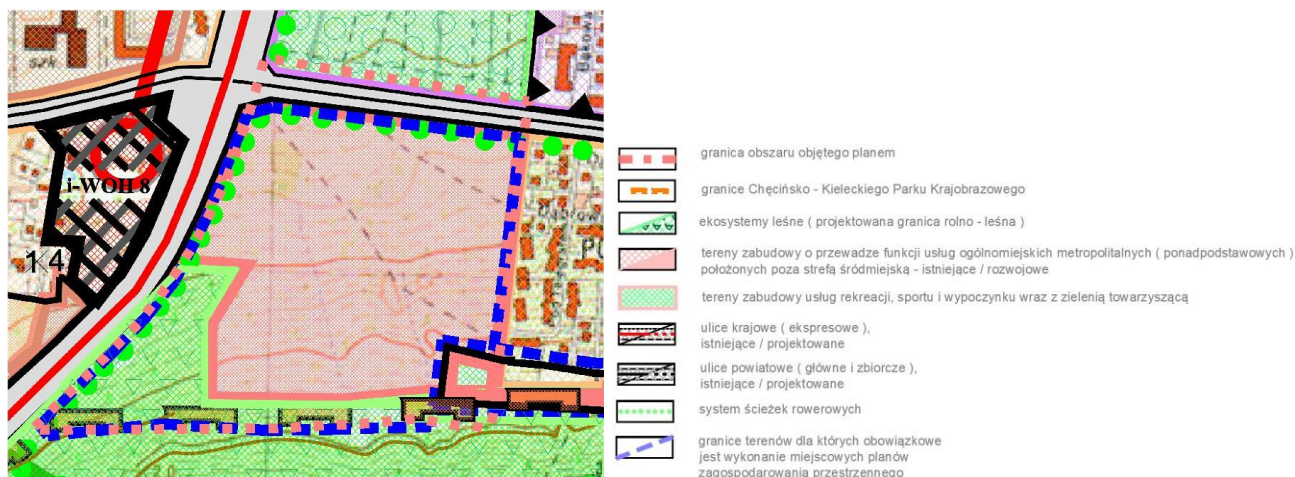 szk
i-WOH 8
14
granica obszaru objętego planem
granice Chęcińsko - Kieleckiego Parku Krajobrazowego
ekosystemy leśne ( projektowana granica rolno - leśna )
tereny zabudowy o przewadze funkcji usług ogólnomiejskich metropolitalnych ( ponadpodstawowych )
położonych poza strefą śródmiejską - istniejące / rozwojowe
tereny zabudowy usług rekreacji, sportu i wypoczynku wraz z zielenią towarzyszącą
ulice krajowe ( ekspresowe ),
istniejące / projektowane
ulice powiatowe ( główne i zbiorcze ),
istniejące / projektowane
system ścieżek rowerowych
granice terenów dla których obowiązkowe
jest wykonanie miejscowych planów
zagospodarowania przestrzennego